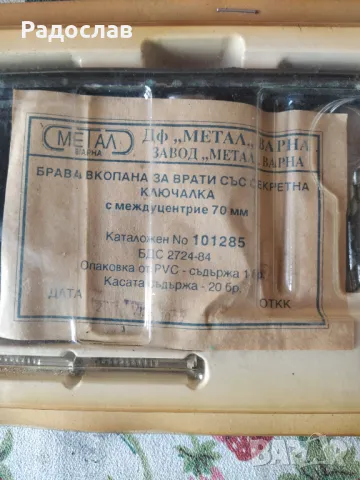 Радослав
МЕТАЛ
ВАРНА
Дф „МЕТАЛ„ ВАРНА
ЗАВОД „МЕТАЛ„ ВАРНА
БРАВА ВКОПАНА ЗА ВРАТИ СЪС СЕКРЕТНА
КЛЮЧАЛКА
с междуцентрие 70 мм
Каталожен No 101285
БДС 2724-84
Опаковка от PVC - съдържа 1
Касата съдържа - 20 бр.
ДАТА
ОТКК
BAZAR